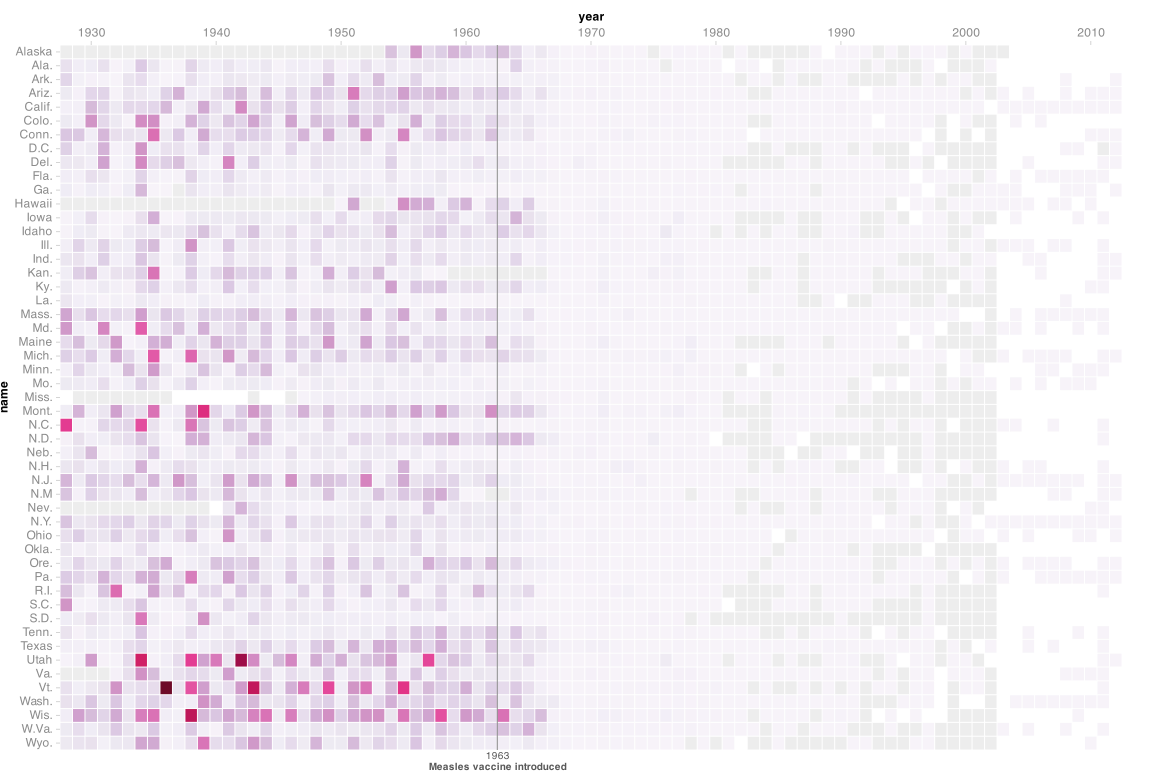 year
1930 1940 1950 1960 1970 1980 1990 2000 2010
name
Alaska
Ala.
Ark.
Ariz.
Calif.
Colo.
Conn.
D.C.
Del.
Fla.
Ga.
Hawaii
Iowa
Idaho
Ill.
Ind.
Kan.
Ky.
La.
Mass.
Md.
Maine
Mich.
Minn.
Mo.
Miss.
Mont.
N.C.
N.D.
Neb.
N.H.
N.J.
N.M
Nev.
N.Y.
Ohio
Okla.
Ore.
Pa.
R.I.
S.C.
S.D.
Tenn.
Texas
Utah
Va.
Vt.
Wash.
Wis.
W.Va.
Wyo.
1963
Measles vaccine introduced